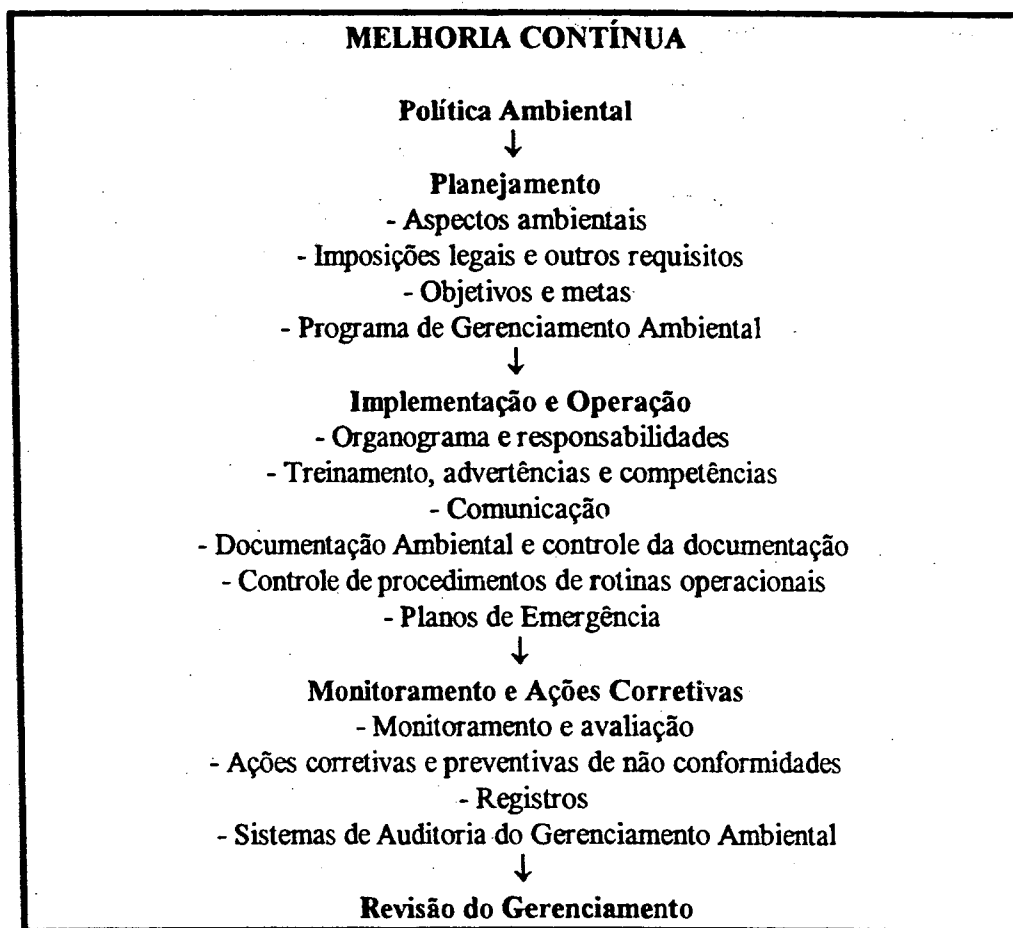 MELHORIA CONTÍNUA
Política Ambiental
↓
Planejamento
- Aspectos ambientais
- Imposições legais e outros requisitos
- Objetivos e metas
- Programa de Gerenciamento Ambiental
↓
Implementação e Operação
- Organograma e responsabilidades
- Treinamento, advertências e competências
- Comunicação
- Documentação Ambiental e controle da documentação
- Controle de procedimentos de rotinas operacionais
- Planos de Emergência
↓
Monitoramento e Ações Corretivas
- Monitoramento e avaliação
- Ações corretivas e preventivas de não conformidades
- Registros
- Sistemas de Auditoria do Gerenciamento Ambiental
↓
Revisão do Gerenciamento